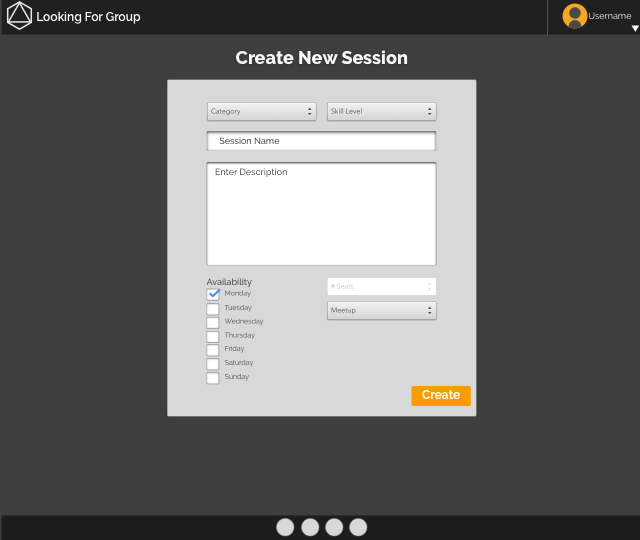 Looking For Group
Username
Create New Session
Category
Skill Level
Session Name
Enter Description
Availability
Monday
Tuesday
Wednesday
Thursday
Friday
Saturday
Sunday
# Seats
Meetup
Create